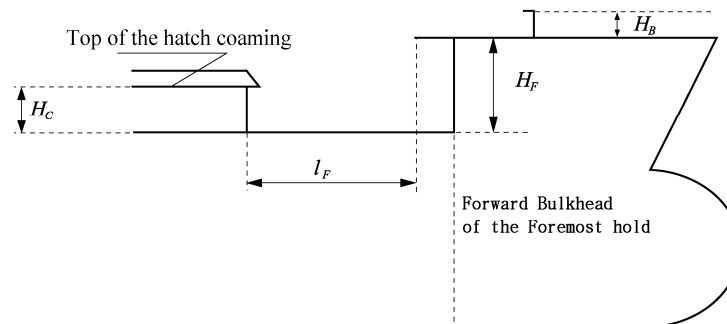 H_B
Top of the hatch coaming
H_F
H_C
l_F
Forward Bulkhead
of the Foremost hold